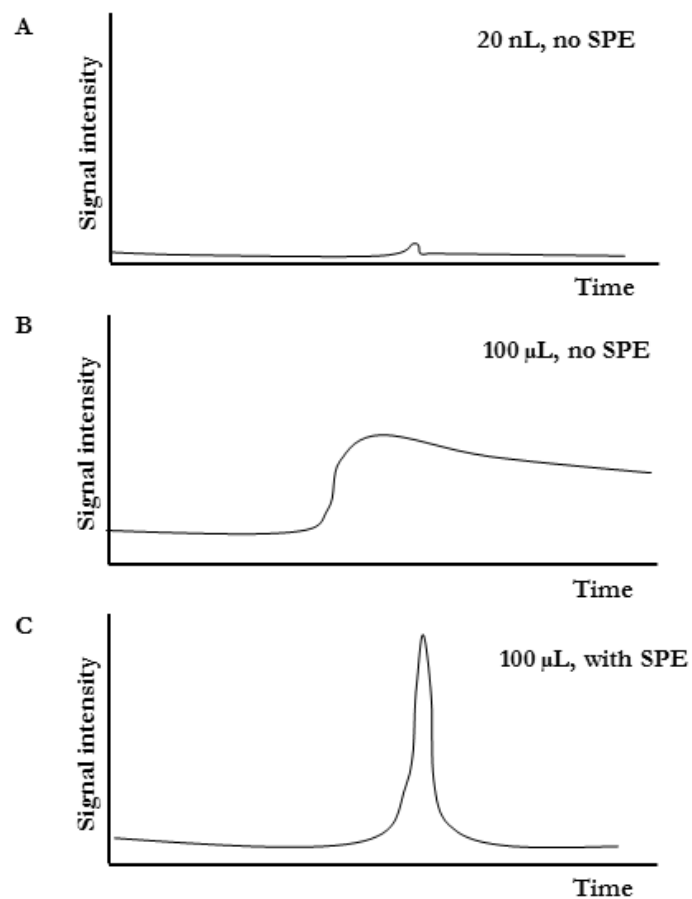 A
20 nL, no SPE
Signal intensity
Time
B
100 µL, no SPE
Signal intensity
Time
C
100 µL, with SPE
Signal intensity
Time